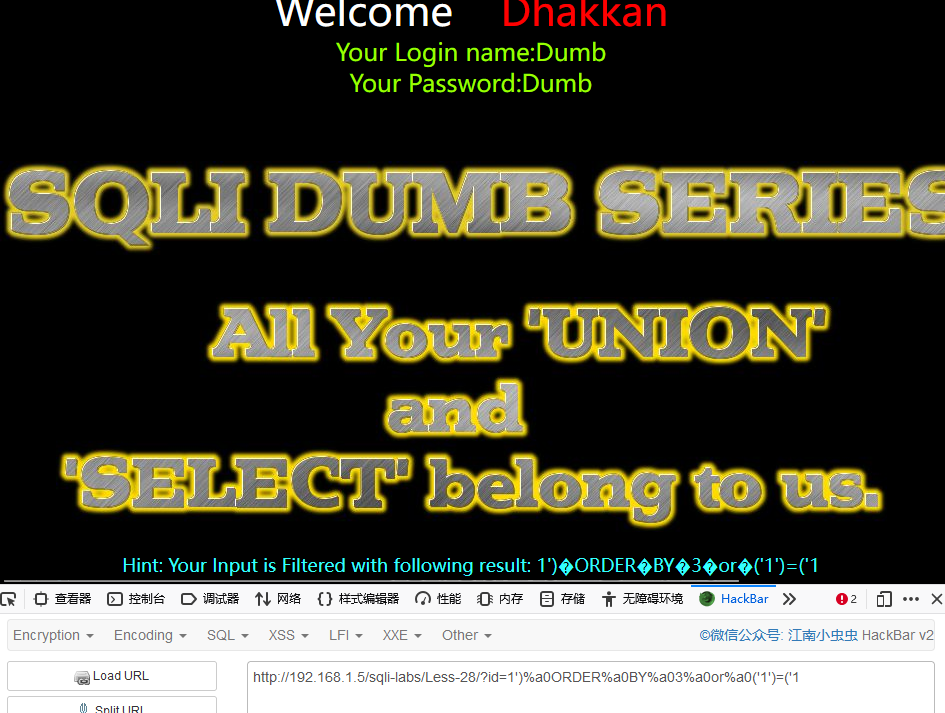 Welcome Dhakkan
Your Login name:Dumb
Your Password:Dumb
SQLI DUMB SERIES
All Your 'UNION'
and
'SELECT' belong to us.
Hint: Your Input is Filtered with following result: 1')�ORDER�BY�3�or�('1')=('1
查看器 控制台 调试器 网络 样式编辑器 性能 内存 存储 无障碍环境 HackBar 2
Encryption Encoding SQL XSS LFI XXE Other ©微信公众号: 江南小虫虫 HackBar v2
Load URL http://192.168.1.5/sqli-labs/Less-28/?id=1')%a0ORDER%a0BY%a03%a0or%a0('1')=('1
Split URL